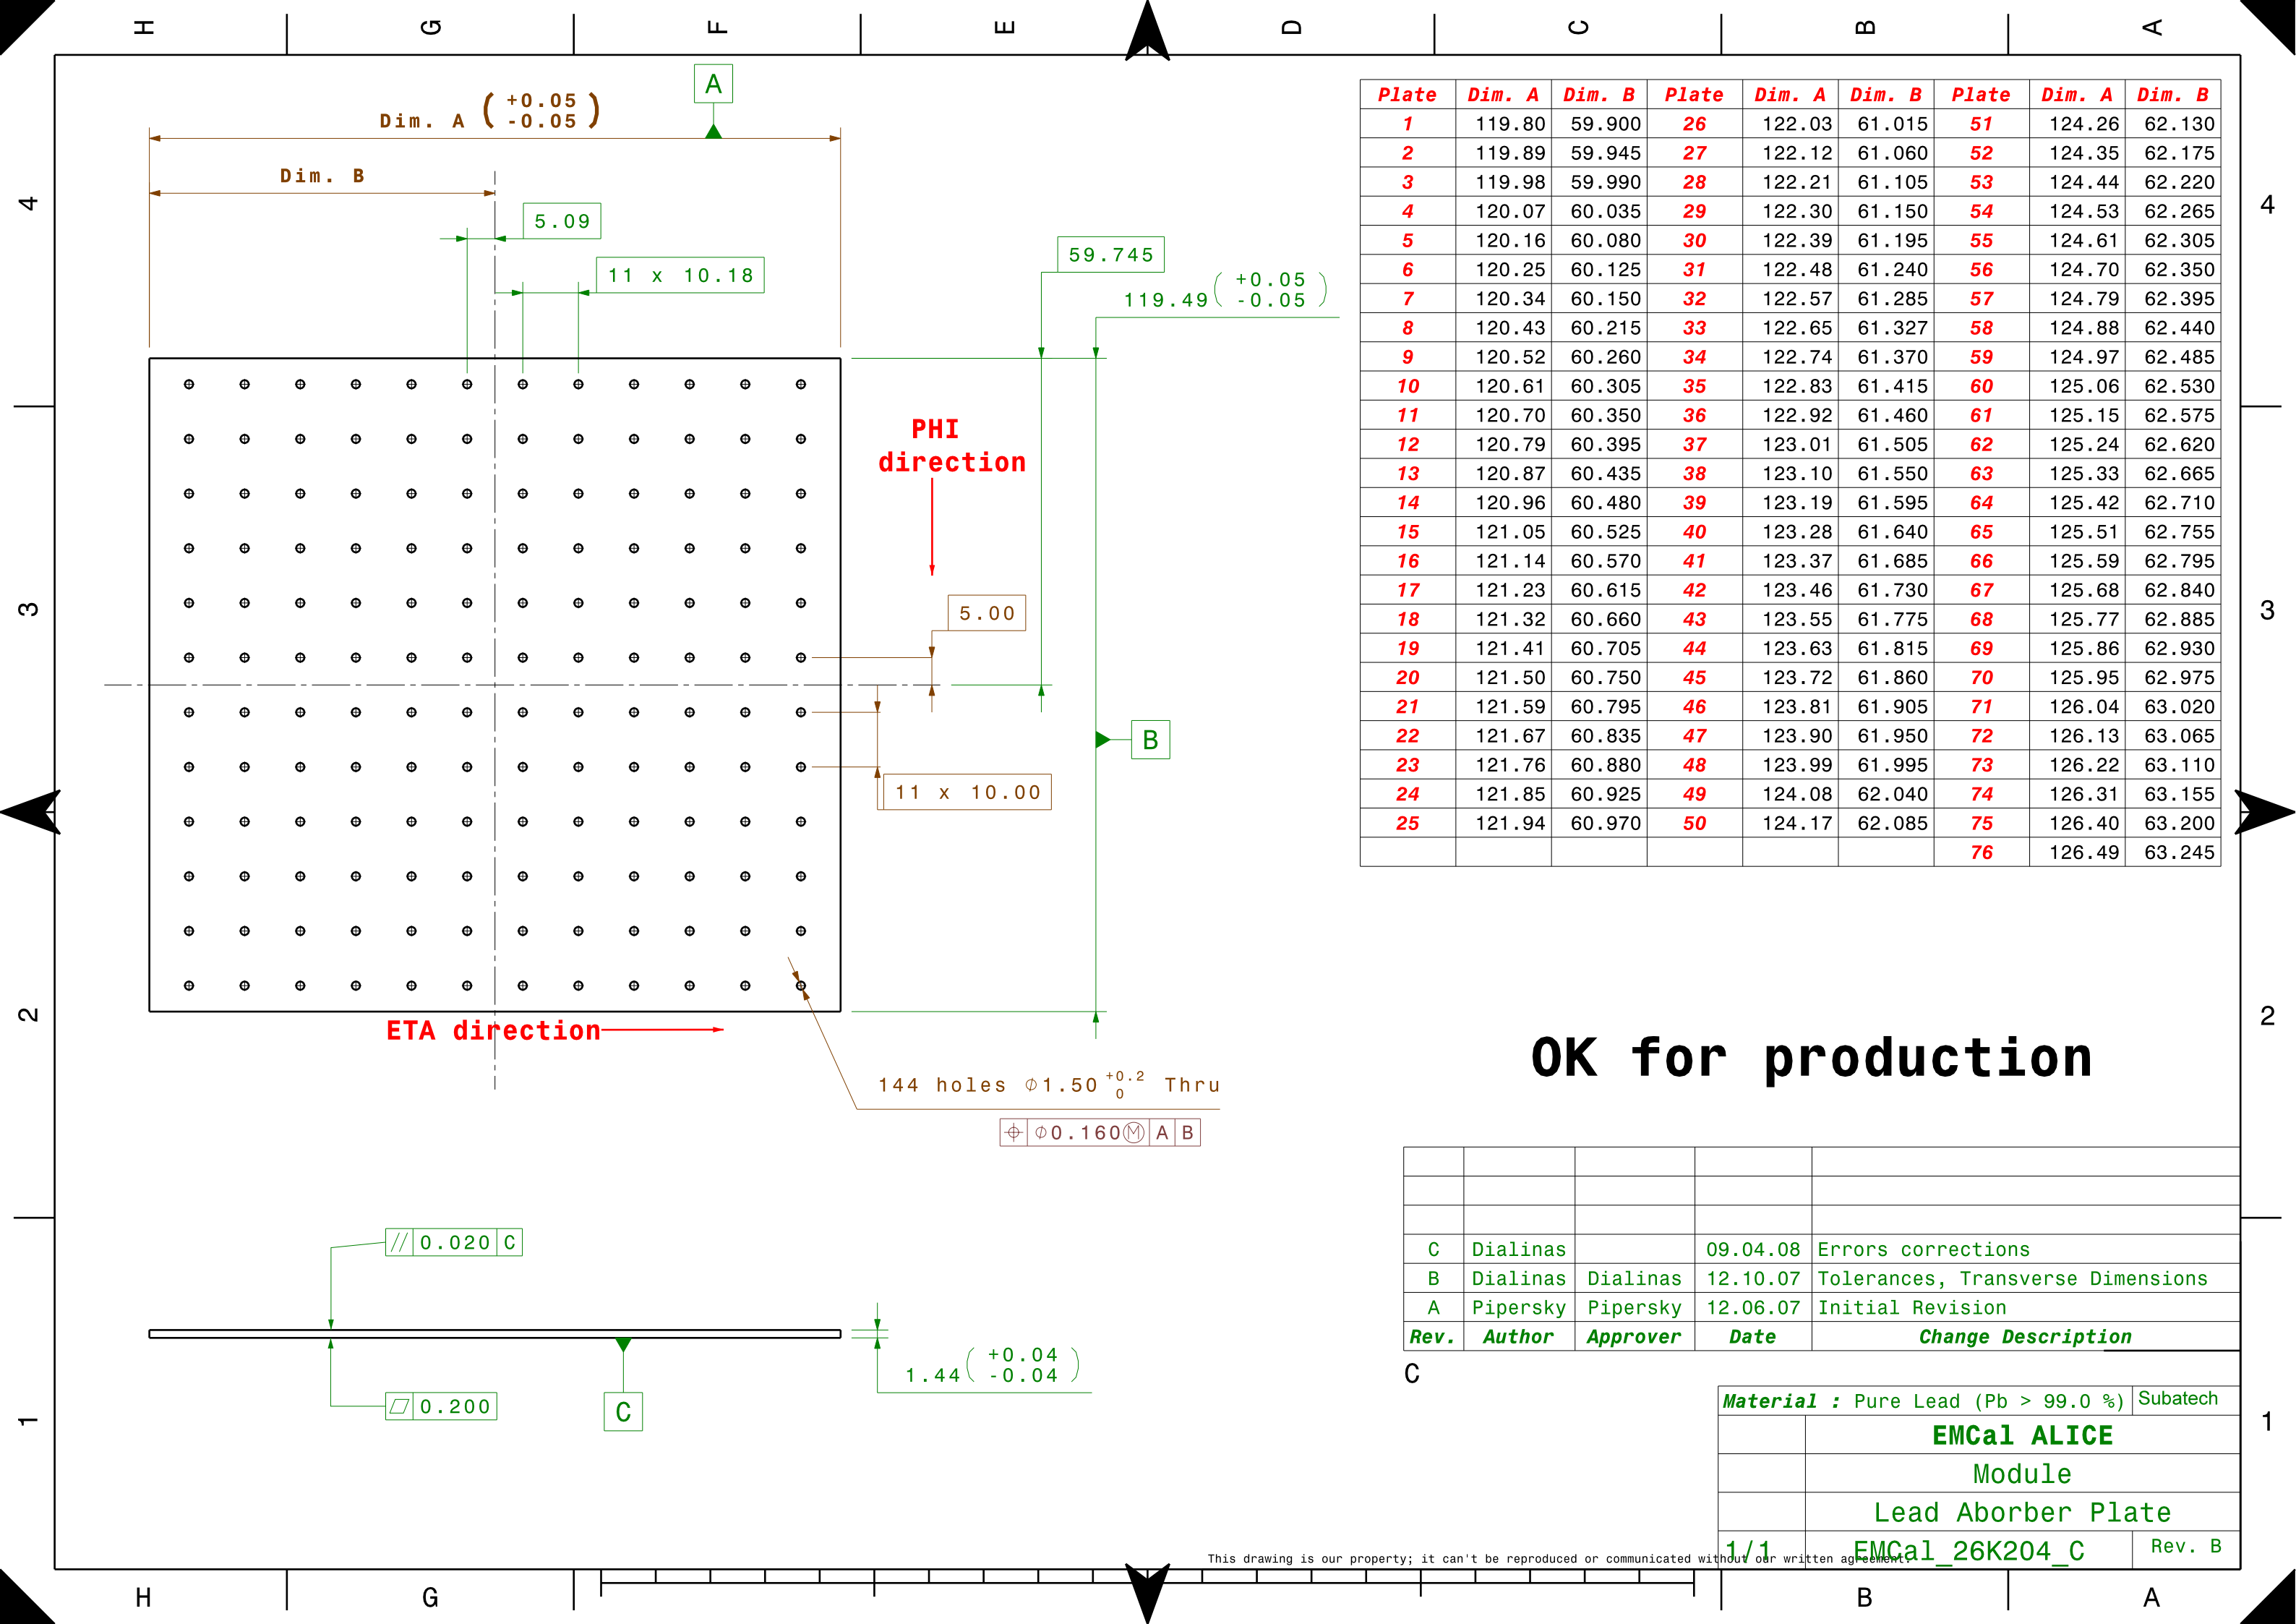 H G F E D C B A
A
Dim. A ( +0.05 -0.05 )
Dim. B
5.09
11 x 10.18
59.745
119.49 ( +0.05 -0.05 )
4
4
PHI
direction
3
3
5.00
B
11 x 10.00
2
2
ETA direction
144 holes ⌀1.50 +0.2 0 Thru
⌖ ⌀0.160 Ⓜ A B
Plate Dim. A Dim. B Plate Dim. A Dim. B Plate Dim. A Dim. B
1 119.80 59.900 26 122.03 61.015 51 124.26 62.130
2 119.89 59.945 27 122.12 61.060 52 124.35 62.175
3 119.98 59.990 28 122.21 61.105 53 124.44 62.220
4 120.07 60.035 29 122.30 61.150 54 124.53 62.265
5 120.16 60.080 30 122.39 61.195 55 124.61 62.305
6 120.25 60.125 31 122.48 61.240 56 124.70 62.350
7 120.34 60.150 32 122.57 61.285 57 124.79 62.395
8 120.43 60.215 33 122.65 61.327 58 124.88 62.440
9 120.52 60.260 34 122.74 61.370 59 124.97 62.485
10 120.61 60.305 35 122.83 61.415 60 125.06 62.530
11 120.70 60.350 36 122.92 61.460 61 125.15 62.575
12 120.79 60.395 37 123.01 61.505 62 125.24 62.620
13 120.87 60.435 38 123.10 61.550 63 125.33 62.665
14 120.96 60.480 39 123.19 61.595 64 125.42 62.710
15 121.05 60.525 40 123.28 61.640 65 125.51 62.755
16 121.14 60.570 41 123.37 61.685 66 125.59 62.795
17 121.23 60.615 42 123.46 61.730 67 125.68 62.840
18 121.32 60.660 43 123.55 61.775 68 125.77 62.885
19 121.41 60.705 44 123.63 61.815 69 125.86 62.930
20 121.50 60.750 45 123.72 61.860 70 125.95 62.975
21 121.59 60.795 46 123.81 61.905 71 126.04 63.020
22 121.67 60.835 47 123.90 61.950 72 126.13 63.065
23 121.76 60.880 48 123.99 61.995 73 126.22 63.110
24 121.85 60.925 49 124.08 62.040 74 126.31 63.155
25 121.94 60.970 50 124.17 62.085 75 126.40 63.200
76 126.49 63.245
OK for production
// 0.020 C
⏥ 0.200
C
1.44 ( +0.04 -0.04 )
1
1
C Dialinas 09.04.08 Errors corrections
B Dialinas Dialinas 12.10.07 Tolerances, Transverse Dimensions
A Pipersky Pipersky 12.06.07 Initial Revision
Rev. Author Approver Date Change Description
C
Material : Pure Lead (Pb > 99.0 %) Subatech
EMCal ALICE
Module
Lead Aborber Plate
1/1 EMCal_26K204_C Rev. B
This drawing is our property; it can't be reproduced or communicated without our written agreement.
H G B A